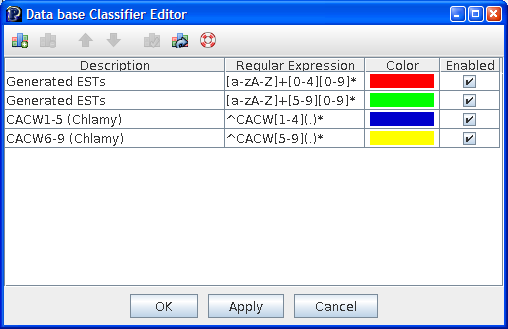 Data base Classifier Editor
Description Regular Expression Color Enabled
Generated ESTs [a-zA-Z]+[0-4][0-9]*
Generated ESTs [a-zA-Z]+[5-9][0-9]*
CACW1-5 (Chlamy) ^CACW[1-4](.)*
CACW6-9 (Chlamy) ^CACW[5-9](.)*
OK Apply Cancel